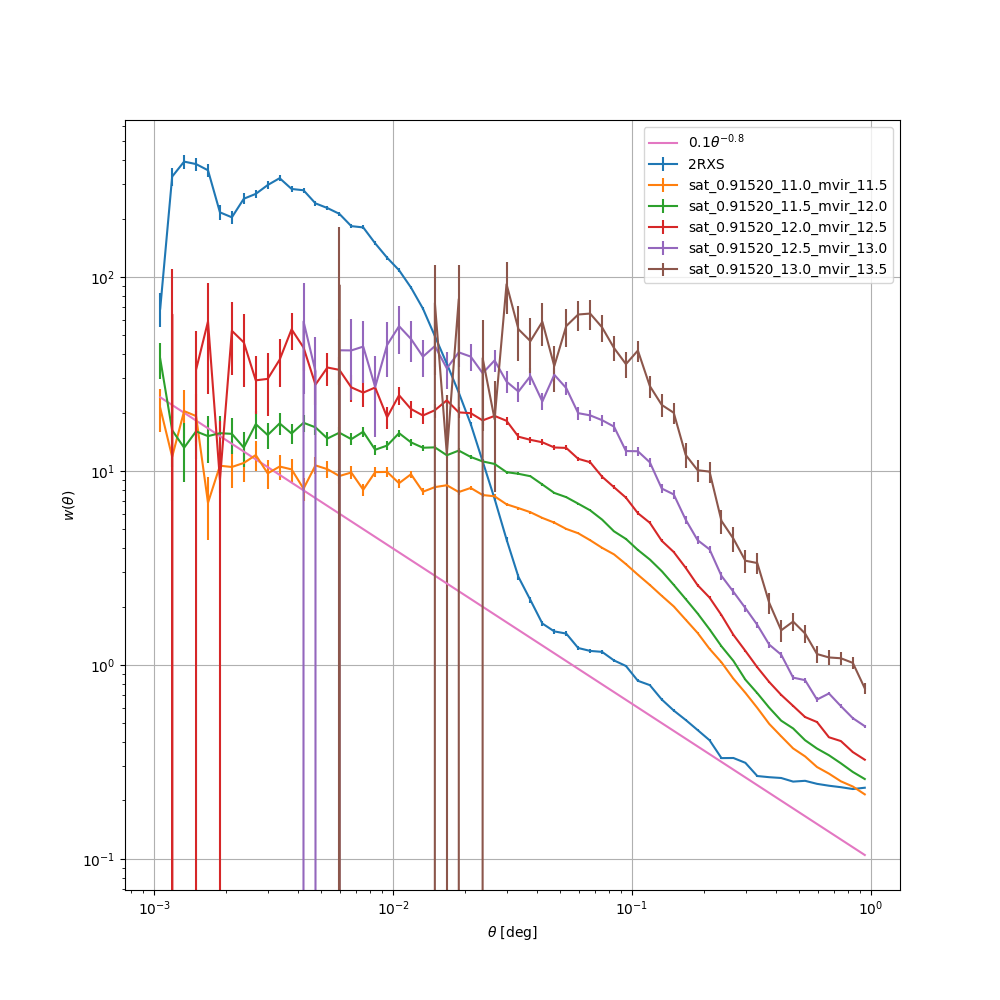 0.1θ^−0.8
2RXS
sat_0.91520_11.0_mvir_11.5
sat_0.91520_11.5_mvir_12.0
sat_0.91520_12.0_mvir_12.5
sat_0.91520_12.5_mvir_13.0
sat_0.91520_13.0_mvir_13.5
w(θ)
10^2
10^1
10^0
10^−1
10^−3 10^−2 10^−1 10^0
θ [deg]